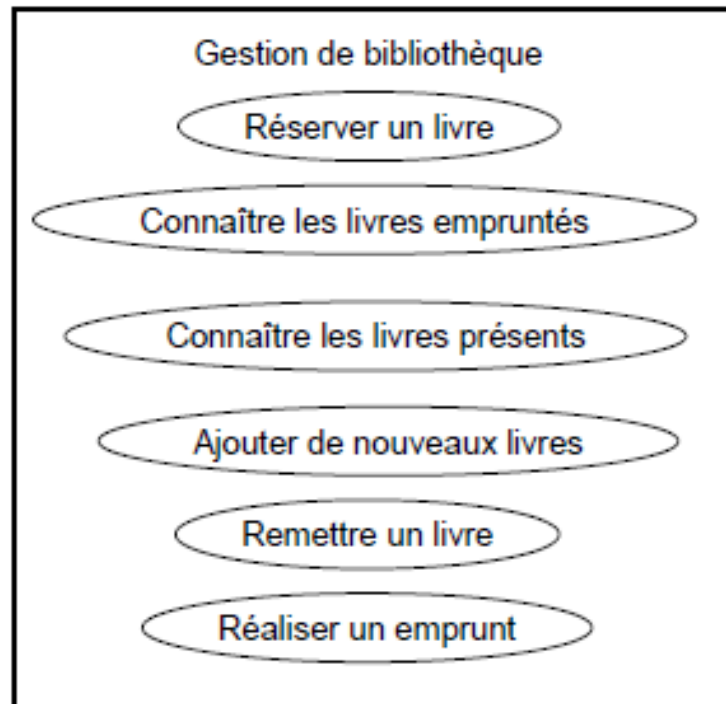 Gestion de bibliothèque
Réserver un livre
Connaître les livres empruntés
Connaître les livres présents
Ajouter de nouveaux livres
Remettre un livre
Réaliser un emprunt